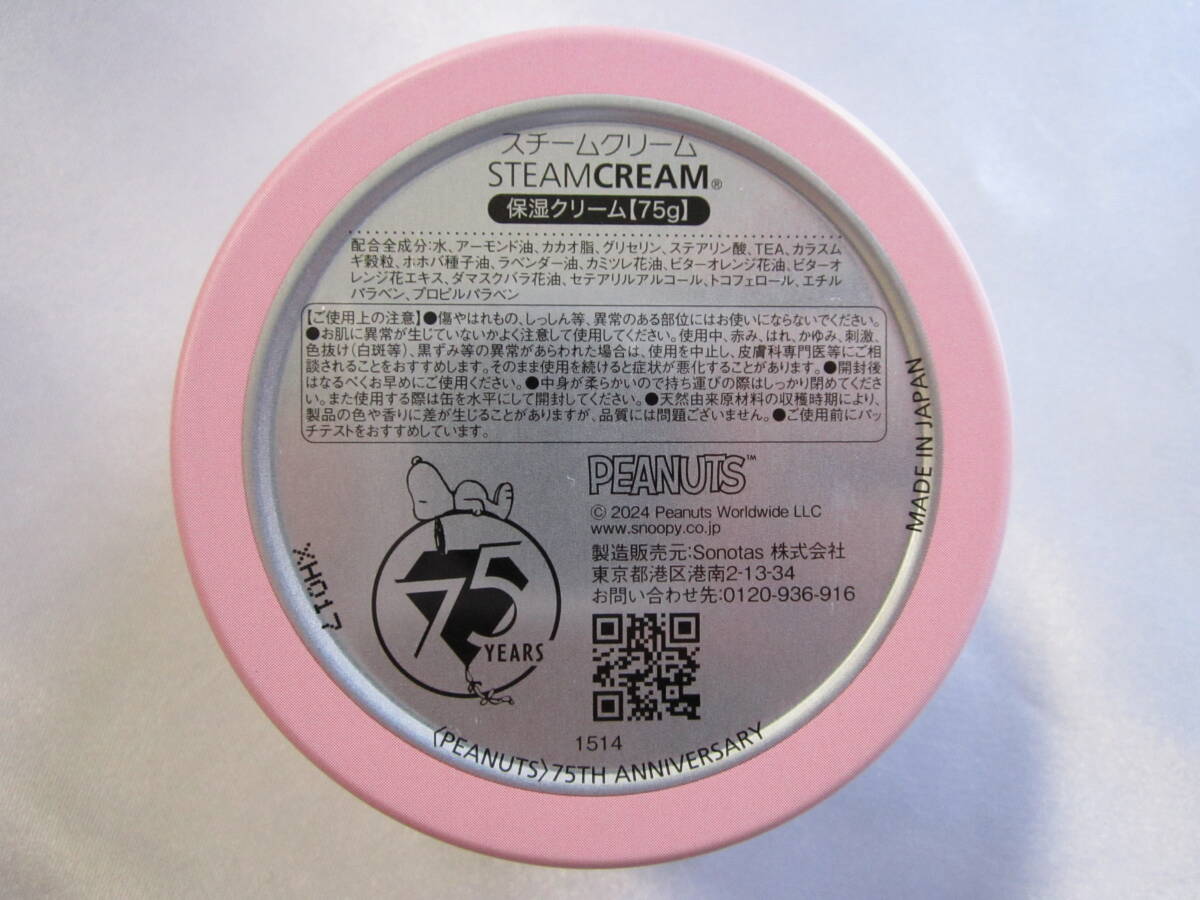 スチームクリーム
STEAMCREAM®
保湿クリーム【75g】
配合全成分:水、アーモンド油、カカオ脂、グリセリン、ステアリン酸、TEA、カラスム
ギ穀粒、ホホバ種子油、ラベンダー油、カミツレ花油、ビターオレンジ花油、ビターオ
レンジ花エキス、ダマスクバラ花油、セテアリルアルコール、トコフェロール、エチル
パラベン、プロピルパラベン
【ご使用上の注意】●傷やはれもの、しっしん等、異常のある部位にはお使いにならないでください。
●お肌に異常が生じていないかよく注意して使用してください。使用中、赤み、はれ、かゆみ、刺激、
色抜け(白斑等)、黒ずみ等の異常があらわれた場合は、使用を中止し、皮膚科専門医等にご相
談されることをおすすめします。そのまま使用を続けると症状が悪化することがあります。●開封後
はなるべくお早めにご使用ください。●中身が柔らかいので持ち運びの際はしっかり閉めてくださ
い。また使用する際は缶を水平にして開封してください。●天然由来原材料の収穫時期により、
製品の色や香りに差が生じることがありますが、品質には問題ございません。●ご使用前にパッ
チテストをおすすめしています。
MADE IN JAPAN
PEANUTS™
© 2024 Peanuts Worldwide LLC
www.snoopy.co.jp
製造販売元:Sonotas 株式会社
東京都港区港南2-13-34
お問い合わせ先:0120-936-916
75
YEARS
XH017
1514
〈PEANUTS〉75TH ANNIVERSARY